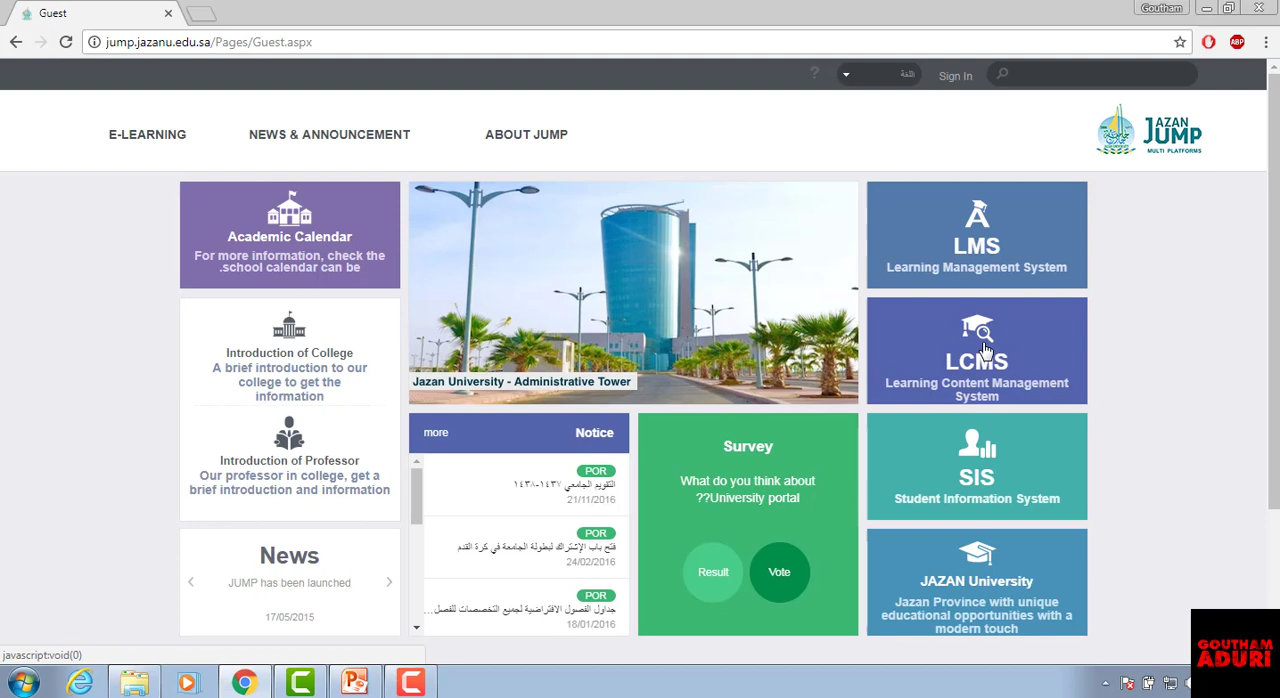 Guest
Goutham
jump.jazanu.edu.sa/Pages/Guest.aspx
ABP
?
اللغة
Sign In
E-LEARNING
NEWS & ANNOUNCEMENT
ABOUT JUMP
JAZAN
JUMP
MULTI PLATFORMS
Academic Calendar
For more information, check the
.school calendar can be
Introduction of College
A brief introduction to our
college to get the
information
Introduction of Professor
Our professor in college, get a
brief introduction and information
News
JUMP has been launched
17/05/2015
Jazan University - Administrative Tower
more
Notice
POR
التقويم الجامعي ١٤٣٧-١٤٣٨
21/11/2016
POR
فتح باب الإشتراك لبطولة الجامعة في كرة القدم
24/02/2016
POR
جداول الفصول الافتراضية لجميع التخصصات للفصل...
18/01/2016
Survey
What do you think about
??University portal
Result
Vote
LMS
Learning Management System
LCMS
Learning Content Management
System
SIS
Student Information System
JAZAN University
Jazan Province with unique
educational opportunities with a
modern touch
javascript:void(0)
GOUTHAM
ADURI